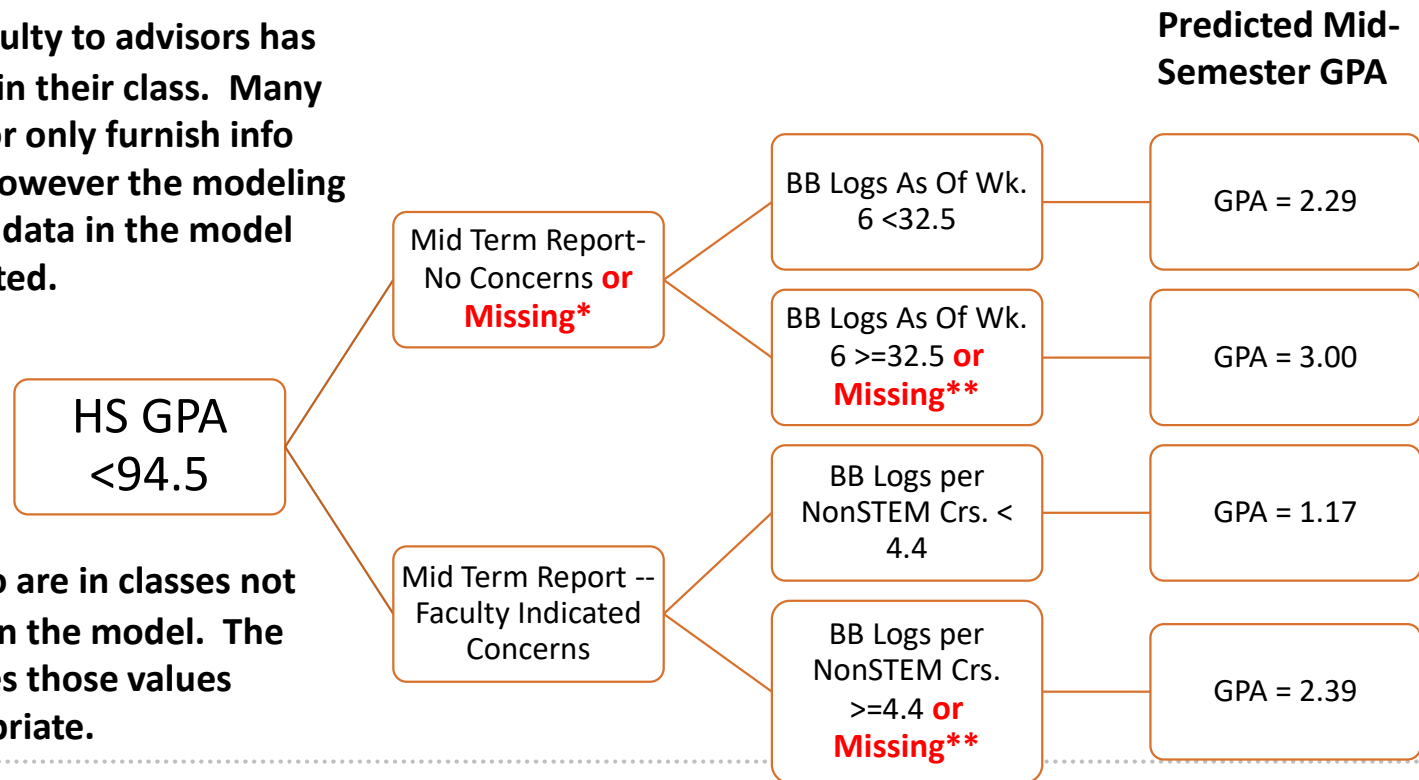 ulty to advisors has
in their class.  Many
or only furnish info
owever the modeling
data in the model
ted.
HS GPA
<94.5
o are in classes not
n the model.  The
es those values
priate.
Mid Term Report-
No Concerns or
Missing*
Mid Term Report --
Faculty Indicated
Concerns
BB Logs As Of Wk.
6 <32.5
BB Logs As Of Wk.
6 >=32.5 or
Missing**
BB Logs per
NonSTEM Crs. <
4.4
BB Logs per
NonSTEM Crs.
>=4.4 or
Missing**
Predicted Mid-
Semester GPA
GPA = 2.29
GPA = 3.00
GPA = 1.17
GPA = 2.39